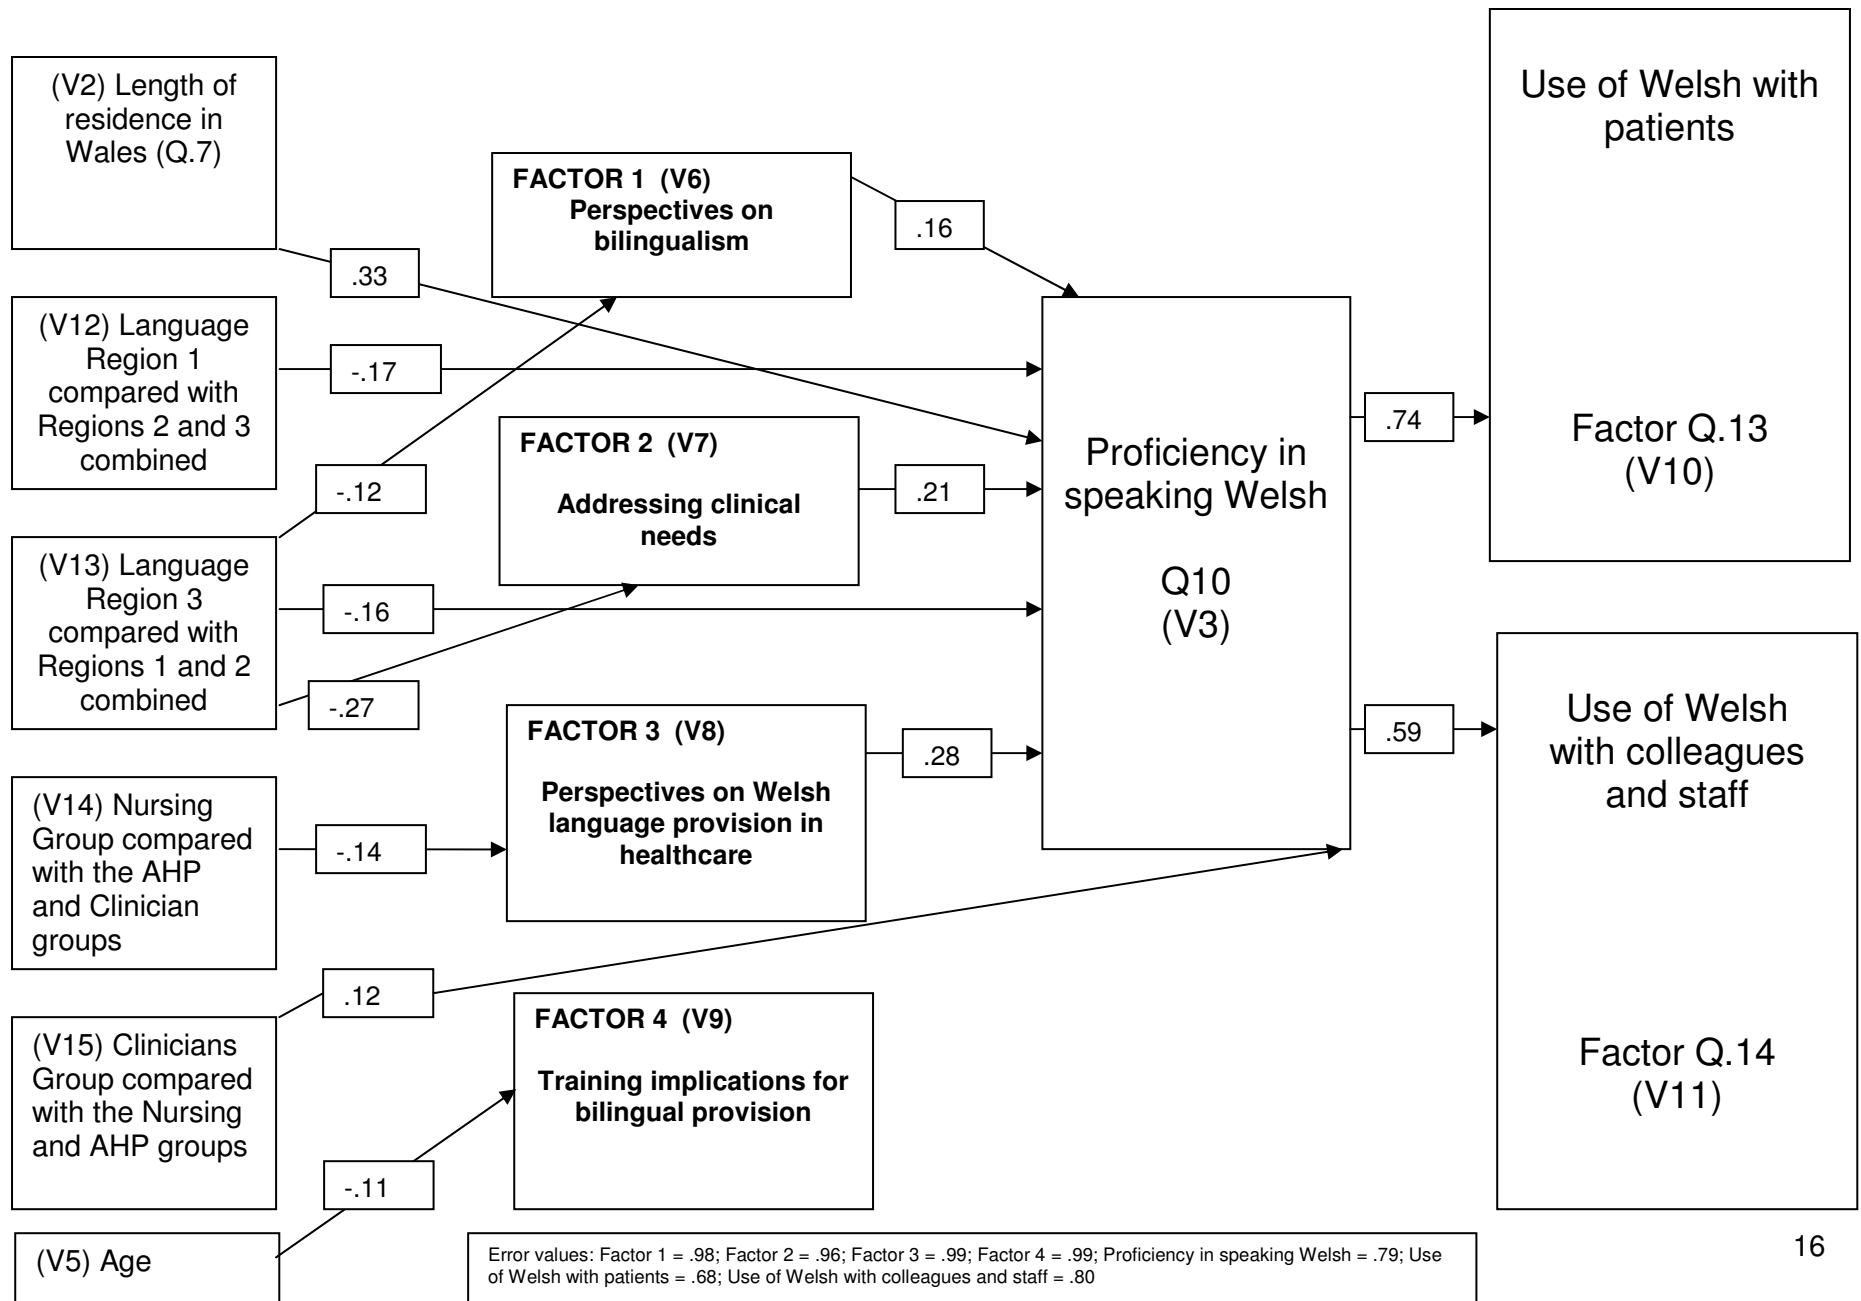 (V2) Length of
residence in
Wales (Q.7)
.33
(V12) Language
Region 1
compared with
Regions 2 and 3
combined
-.17
-.12
(V13) Language
Region 3
compared with
Regions 1 and 2
combined
-.16
-.27
(V14) Nursing
Group compared
with the AHP
and Clinician
groups
-.14
(V15) Clinicians
Group compared
with the Nursing
and AHP groups
.12
(V5) Age
-.11
FACTOR 1 (V6)
Perspectives on
bilingualism
.16
FACTOR 2 (V7)
Addressing clinical
needs
.21
FACTOR 3 (V8)
Perspectives on Welsh
language provision in
healthcare
.28
FACTOR 4 (V9)
Training implications for
bilingual provision
Proficiency in
speaking Welsh
Q10
(V3)
.74
.59
Use of Welsh with
patients
Factor Q.13
(V10)
Use of Welsh
with colleagues
and staff
Factor Q.14
(V11)
Error values: Factor 1 = .98; Factor 2 = .96; Factor 3 = .99; Factor 4 = .99; Proficiency in speaking Welsh = .79; Use
of Welsh with patients = .68; Use of Welsh with colleagues and staff = .80
16